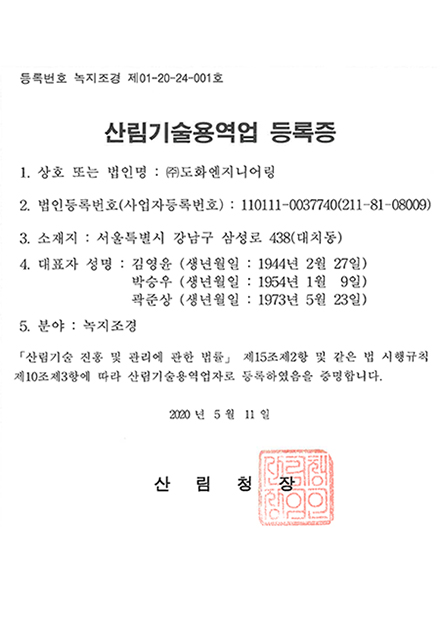 등록번호 녹지조경 제01-20-24-001호
산림기술용역업 등록증
1. 상호 또는 법인명 : ㈜도화엔지니어링
2. 법인등록번호(사업자등록번호) : 110111-0037740(211-81-08009)
3. 소재지 : 서울특별시 강남구 삼성로 438(대치동)
4. 대표자 성명 : 김영윤 (생년월일 : 1944년 2월 27일)
박승우 (생년월일 : 1954년 1월 9일)
곽준상 (생년월일 : 1973년 5월 23일)
5. 분야 : 녹지조경
「산림기술 진흥 및 관리에 관한 법률」 제15조제2항 및 같은 법 시행규칙
제10조제3항에 따라 산림기술용역업자로 등록하였음을 증명합니다.
2020 년 5 월 11 일
산 림 청 장
산림청
장의인